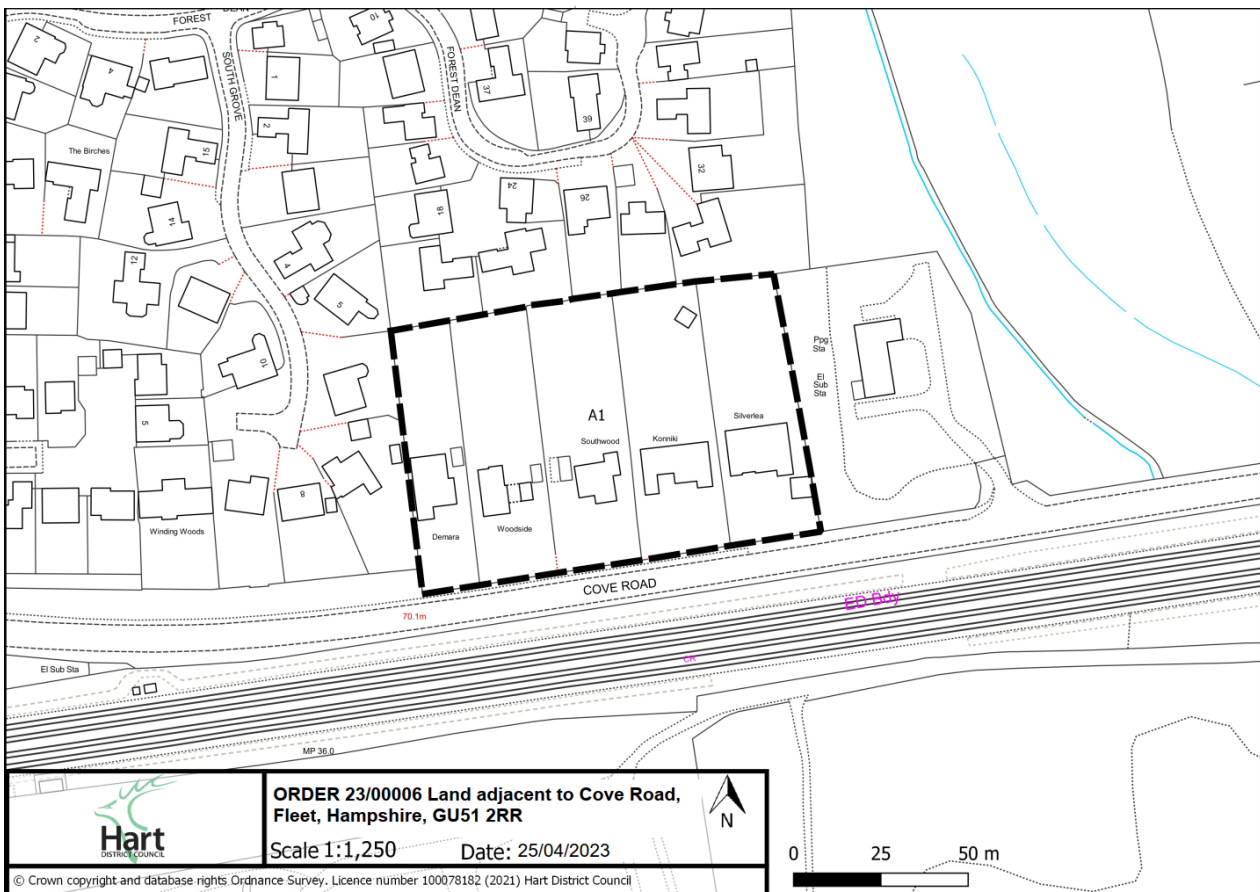 FOREST
DEAN
2
4
10
SOUTH GROVE
1
FOREST DEAN
37
39
2
The Birches
15
32
24
26
14
18
4
12
5
10
Ppg
Sta
El
Sub
Sta
A1
Silverlea
5
Southwood
Konniki
8
Winding Woods
Woodside
Demara
COVE ROAD
ED Bdy
70.1m
CR
El Sub Sta
MP 36.0
Hart
DISTRICT COUNCIL
ORDER 23/00006 Land adjacent to Cove Road,
Fleet, Hampshire, GU51 2RR
N
Scale 1:1,250 Date: 25/04/2023
0 25 50 m
© Crown copyright and database rights Ordnance Survey. Licence number 100078182 (2021) Hart District Council